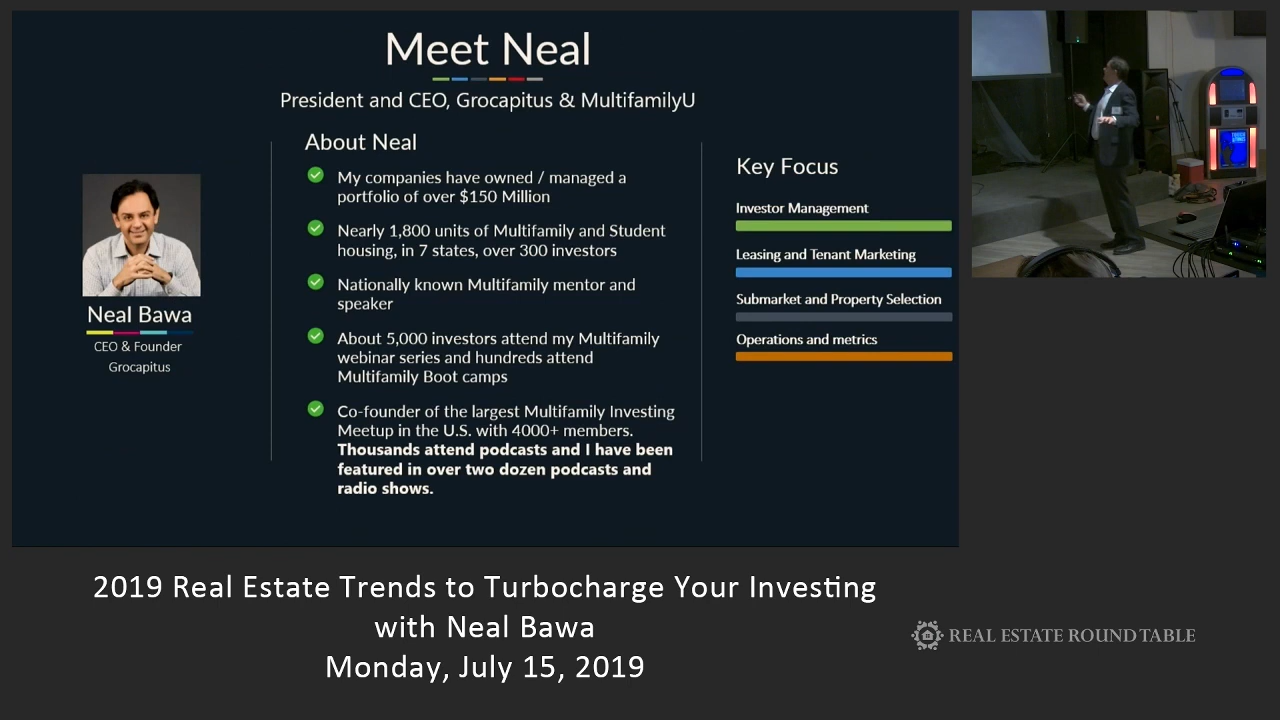 Meet Neal
President and CEO, Grocapitus & MultifamilyU
Neal Bawa
CEO & Founder
Grocapitus
About Neal
My companies have owned / managed a
portfolio of over $150 Million
Nearly 1,800 units of Multifamily and Student
housing, in 7 states, over 300 investors
Nationally known Multifamily mentor and
speaker
About 5,000 investors attend my Multifamily
webinar series and hundreds attend
Multifamily Boot camps
Co-founder of the largest Multifamily Investing
Meetup in the U.S. with 4000+ members.
Thousands attend podcasts and I have been
featured in over two dozen podcasts and
radio shows.
Key Focus
Investor Management
Leasing and Tenant Marketing
Submarket and Property Selection
Operations and metrics
2019 Real Estate Trends to Turbocharge Your Investing
with Neal Bawa
Monday, July 15, 2019
REAL ESTATE ROUND TABLE